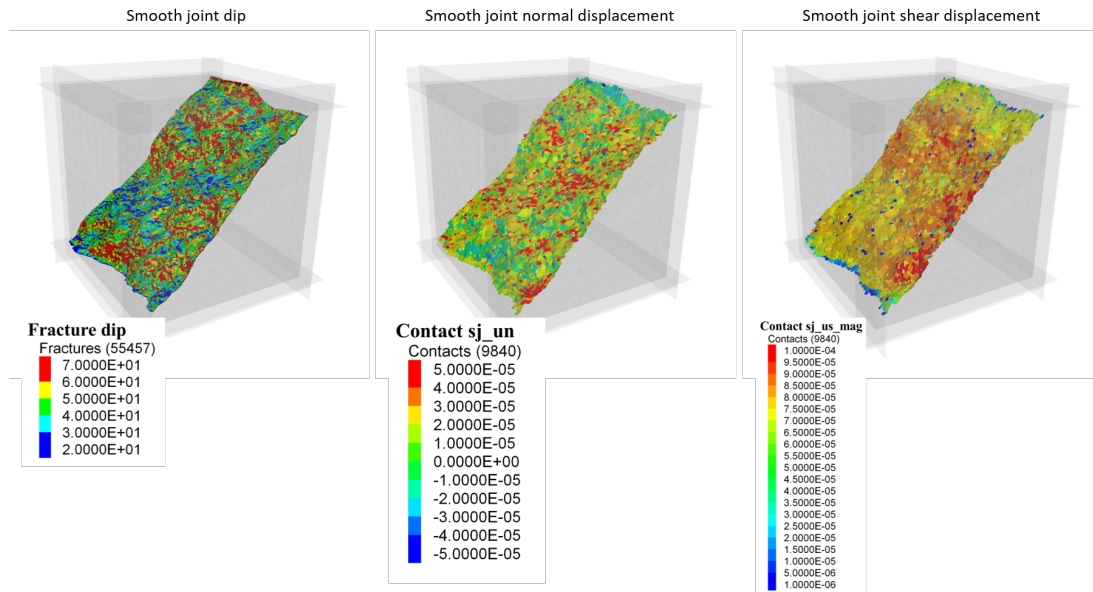 Smooth joint dip
Smooth joint normal displacement
Smooth joint shear displacement
Fracture dip
Fractures (55457)
7.0000E+01
6.0000E+01
5.0000E+01
4.0000E+01
3.0000E+01
2.0000E+01
Contact sj_un
Contacts (9840)
5.0000E-05
4.0000E-05
3.0000E-05
2.0000E-05
1.0000E-05
0.0000E+00
-1.0000E-05
-2.0000E-05
-3.0000E-05
-4.0000E-05
-5.0000E-05
Contact sj_us_mag
Contacts (9840)
1.0000E-04
9.5000E-05
9.0000E-05
8.5000E-05
8.0000E-05
7.5000E-05
7.0000E-05
6.5000E-05
6.0000E-05
5.5000E-05
5.0000E-05
4.5000E-05
4.0000E-05
3.5000E-05
3.0000E-05
2.5000E-05
2.0000E-05
1.5000E-05
1.0000E-05
5.0000E-06
1.0000E-06